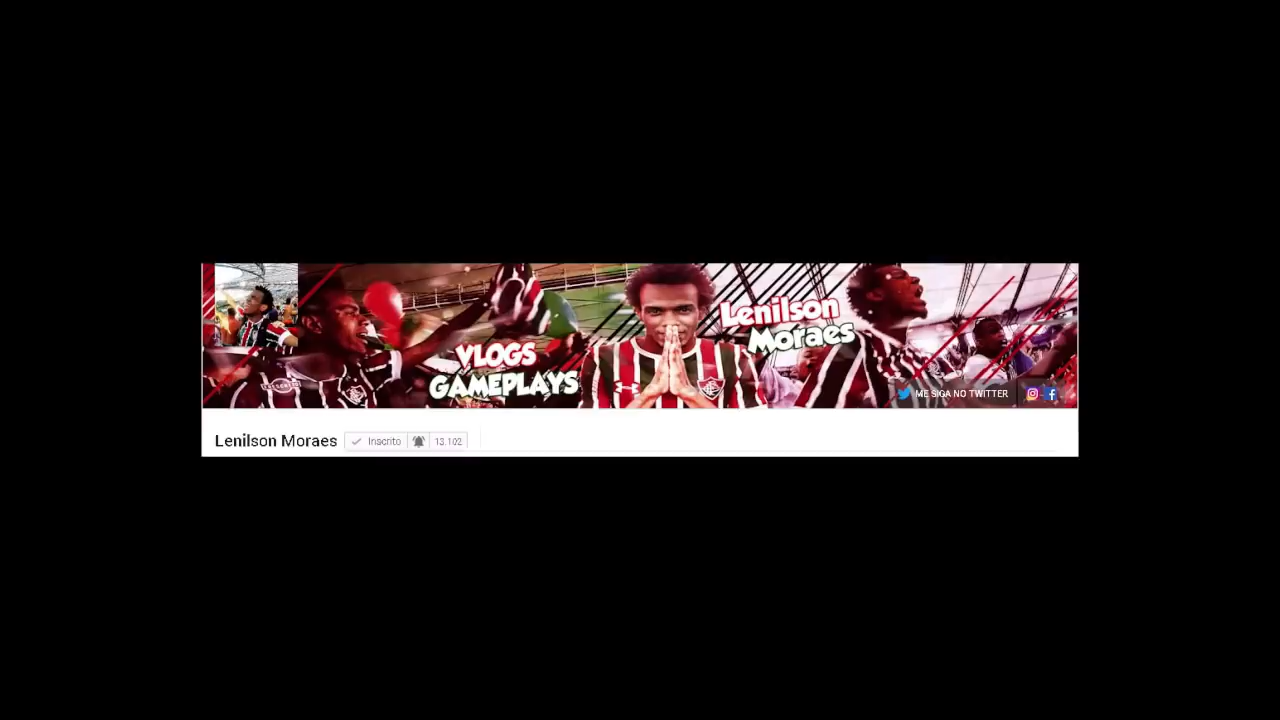 Lenilson
Moraes
VLOGS
GAMEPLAYS
ME SIGA NO TWITTER
Lenilson Moraes
Inscrito
13.102